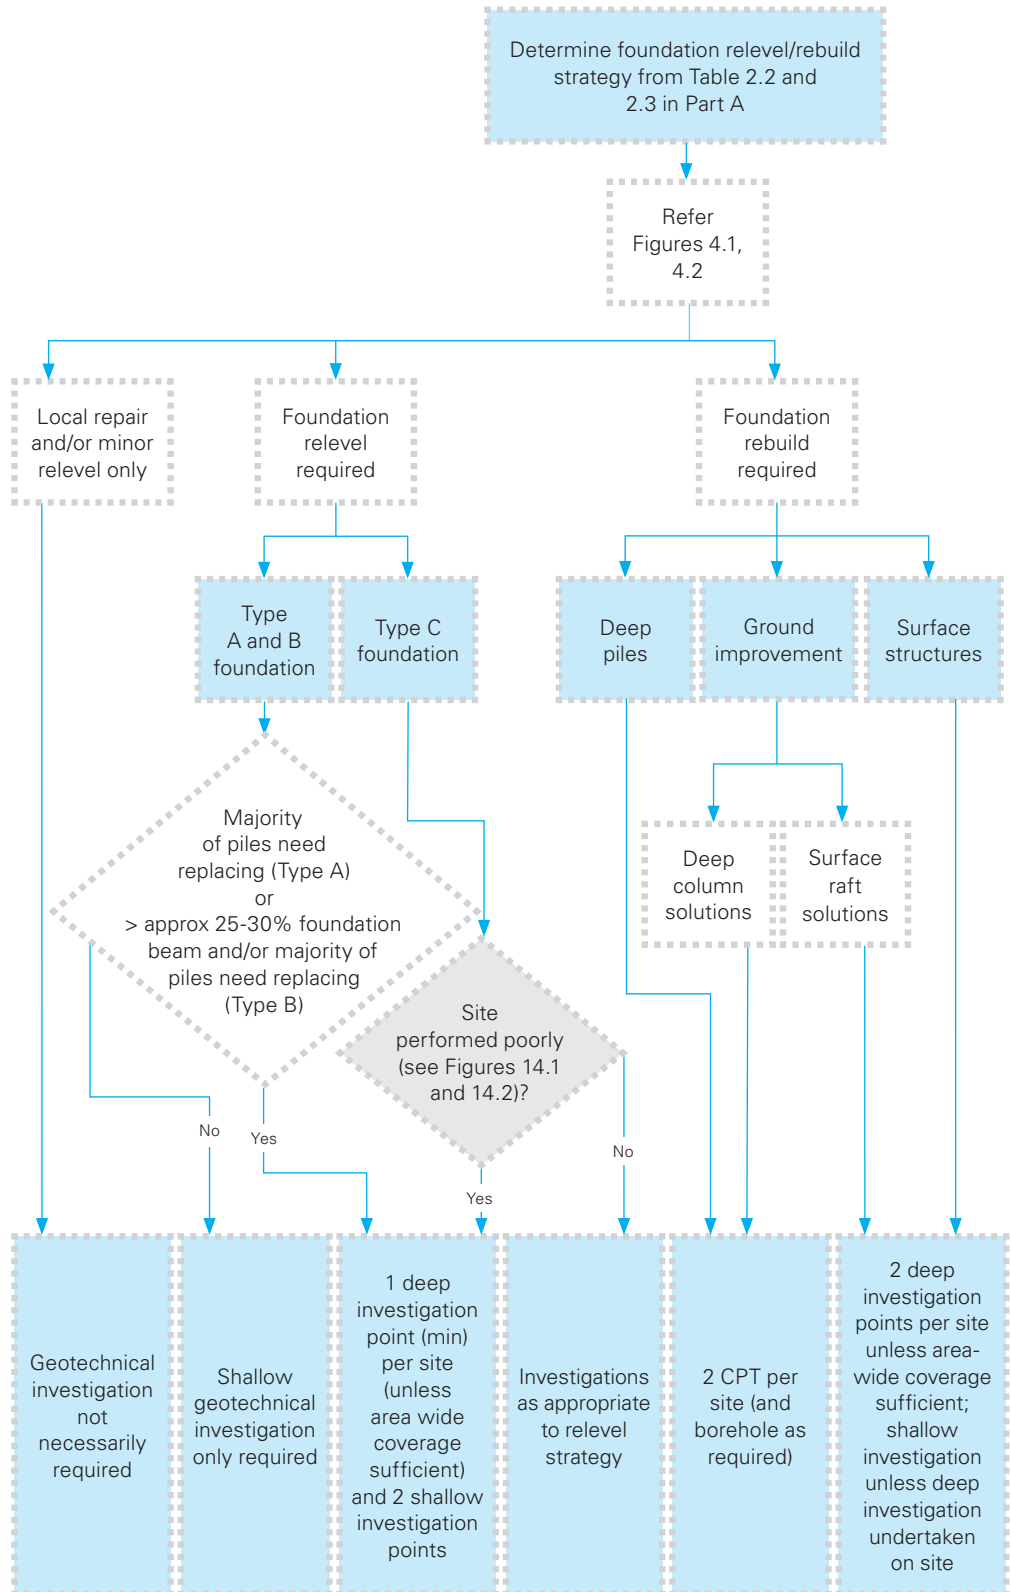 Determine foundation relevel/rebuild
strategy from Table 2.2 and
2.3 in Part A
Refer
Figures 4.1,
4.2
Local repair
and/or minor
relevel only
Foundation
relevel
required
Foundation
rebuild
required
Type
A and B
foundation
Type C
foundation
Deep
piles
Ground
improvement
Surface
structures
Majority
of piles need
replacing (Type A)
or
> approx 25-30% foundation
beam and/or majority of
piles need replacing
(Type B)
Deep
column
solutions
Surface
raft
solutions
Site
performed poorly
(see Figures 14.1
and 14.2)?
No
Yes
Yes
No
Geotechnical
investigation
not
necessarily
required
Shallow
geotechnical
investigation
only required
1 deep
investigation
point (min)
per site
(unless
area wide
coverage
sufficient)
and 2 shallow
investigation
points
Investigations
as appropriate
to relevel
strategy
2 CPT per
site (and
borehole as
required)
2 deep
investigation
points per site
unless area-
wide coverage
sufficient;
shallow
investigation
unless deep
investigation
undertaken
on site